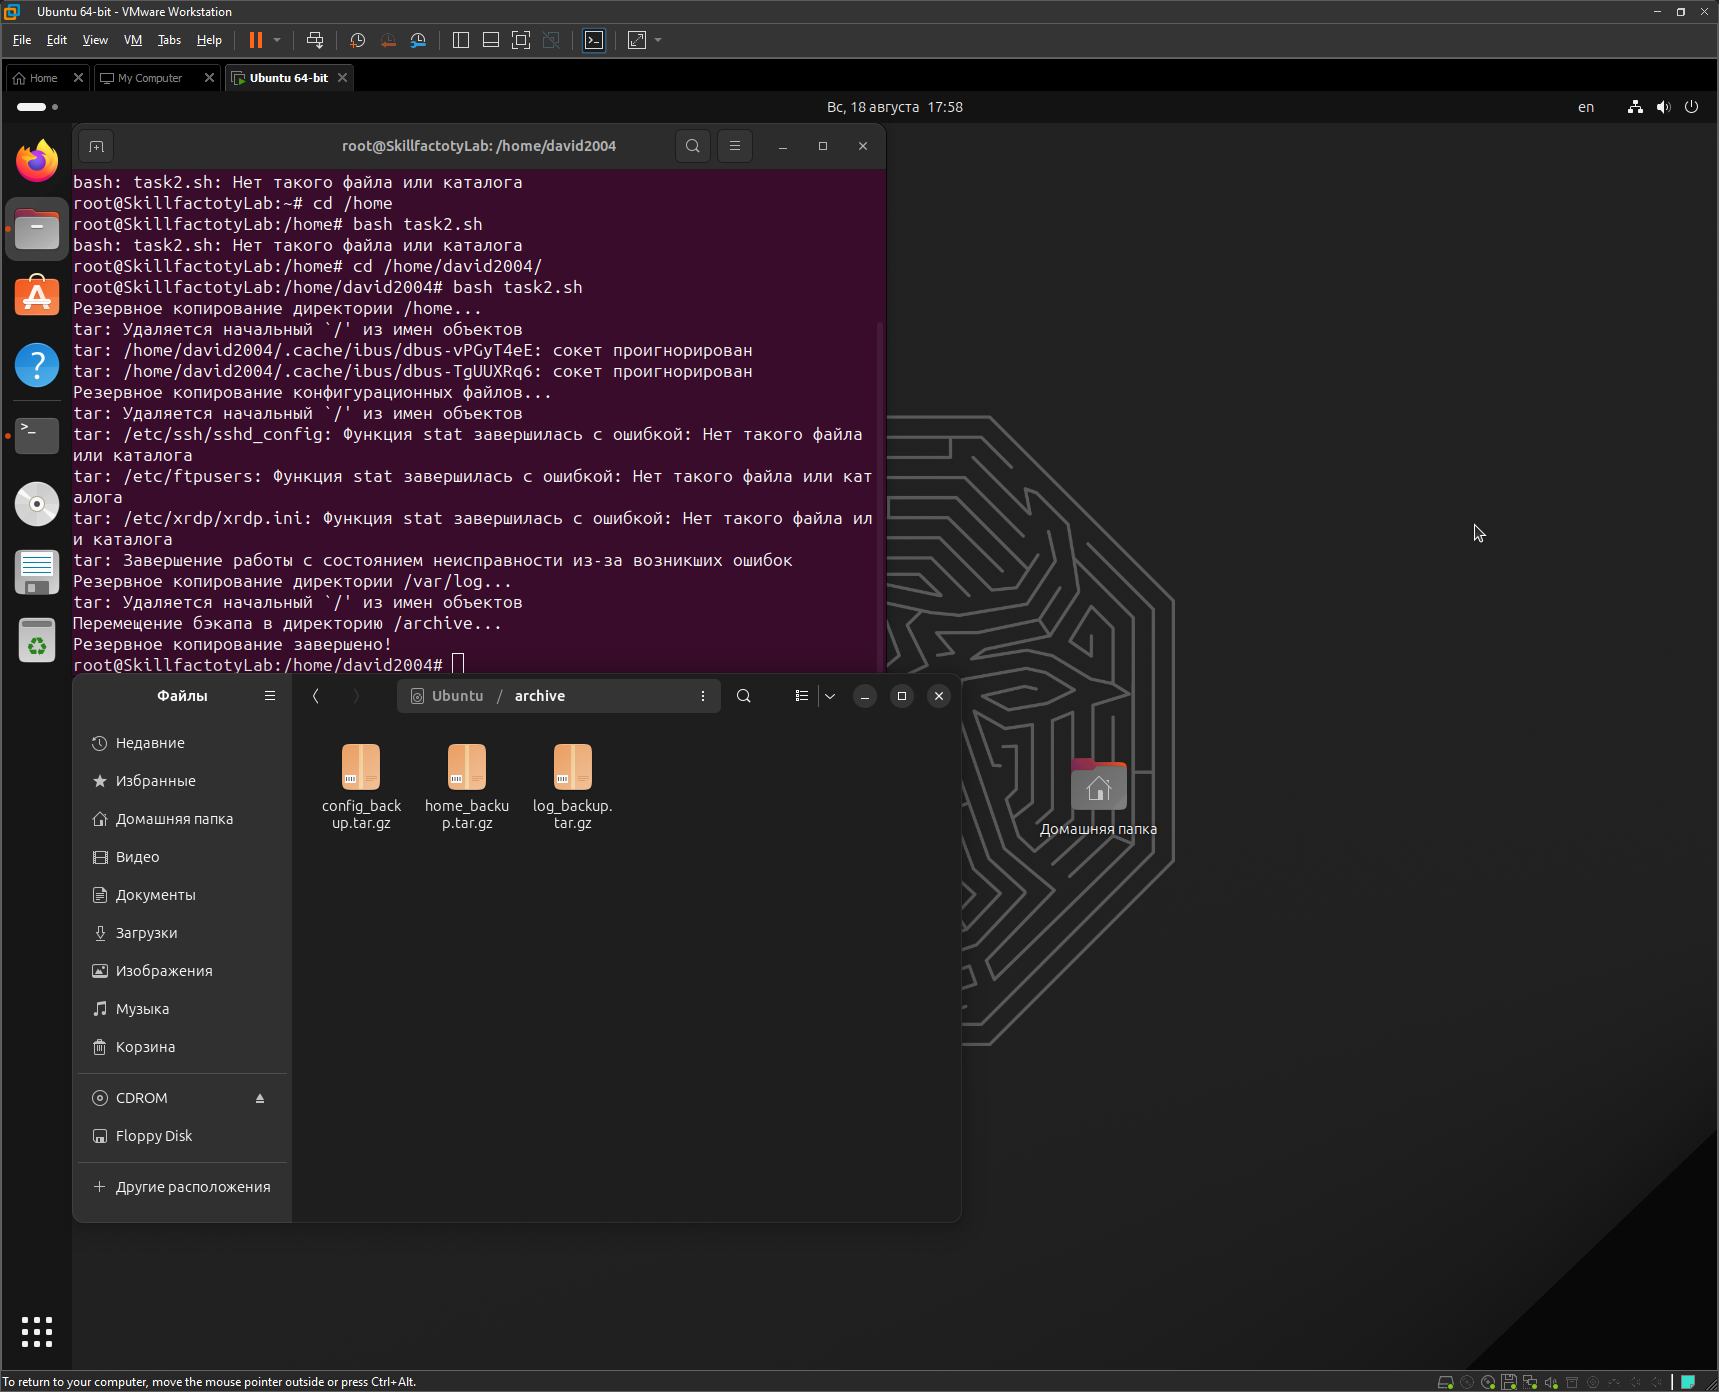 Ubuntu 64-bit - VMware Workstation
File Edit View VM Tabs Help
Home My Computer Ubuntu 64-bit
Вс, 18 августа 17:58
en
root@SkillfactotyLab: /home/david2004
bash: task2.sh: Нет такого файла или каталога
root@SkillfactotyLab:~# cd /home
root@SkillfactotyLab:/home# bash task2.sh
bash: task2.sh: Нет такого файла или каталога
root@SkillfactotyLab:/home# cd /home/david2004/
root@SkillfactotyLab:/home/david2004# bash task2.sh
Резервное копирование директории /home...
tar: Удаляется начальный `/' из имен объектов
tar: /home/david2004/.cache/ibus/dbus-vPGyT4eE: сокет проигнорирован
tar: /home/david2004/.cache/ibus/dbus-TgUUXRq6: сокет проигнорирован
Резервное копирование конфигурационных файлов...
tar: Удаляется начальный `/' из имен объектов
tar: /etc/ssh/sshd_config: Функция stat завершилась с ошибкой: Нет такого файла
или каталога
tar: /etc/ftpusers: Функция stat завершилась с ошибкой: Нет такого файла или кат
алога
tar: /etc/xrdp/xrdp.ini: Функция stat завершилась с ошибкой: Нет такого файла ил
и каталога
tar: Завершение работы с состоянием неисправности из-за возникших ошибок
Резервное копирование директории /var/log...
tar: Удаляется начальный `/' из имен объектов
Перемещение бэкапа в директорию /archive...
Резервное копирование завершено!
root@SkillfactotyLab:/home/david2004#
Файлы
Ubuntu / archive
Недавние
Избранные
Домашняя папка
Видео
Документы
Загрузки
Изображения
Музыка
Корзина
CDROM
Floppy Disk
Другие расположения
config_back
up.tar.gz
home_backu
p.tar.gz
log_backup.
tar.gz
Домашняя папка
To return to your computer, move the mouse pointer outside or press Ctrl+Alt.